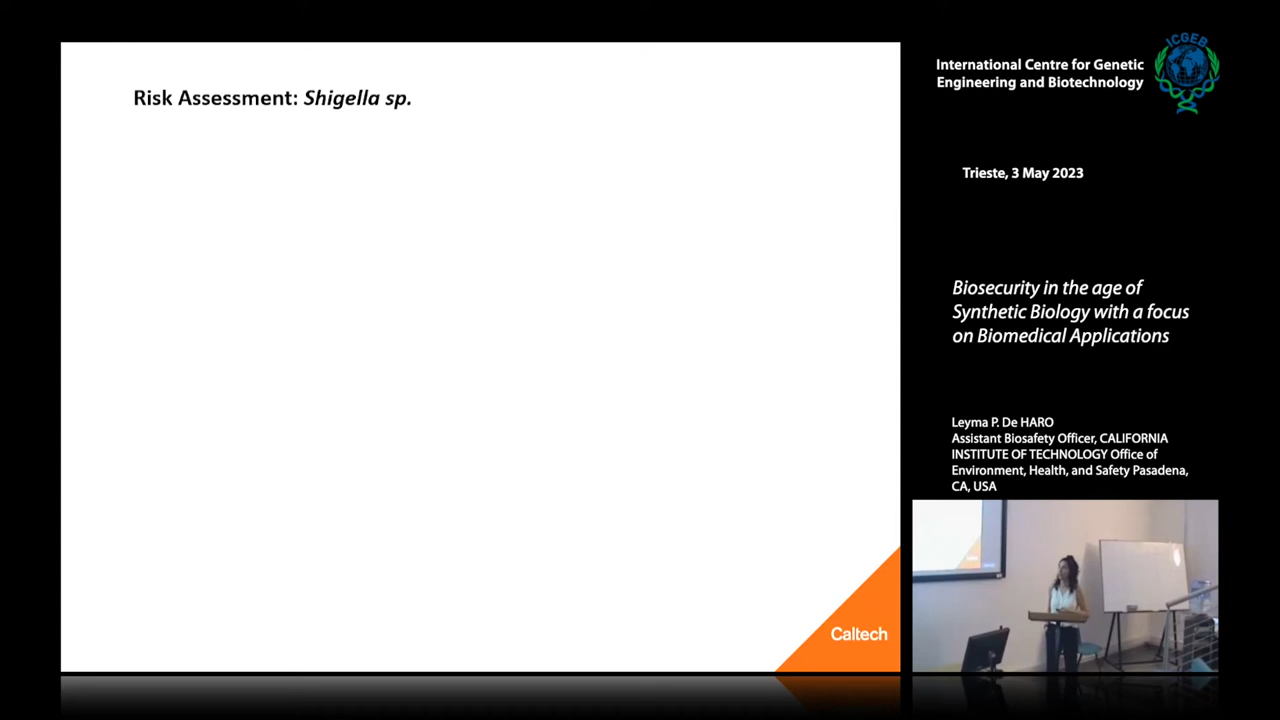 Risk Assessment: Shigella sp.
Caltech
International Centre for Genetic
Engineering and Biotechnology
ICGEB
Trieste, 3 May 2023
Biosecurity in the age of
Synthetic Biology with a focus
on Biomedical Applications
Leyma P. De HARO
Assistant Biosafety Officer, CALIFORNIA
INSTITUTE OF TECHNOLOGY Office of
Environment, Health, and Safety Pasadena,
CA, USA